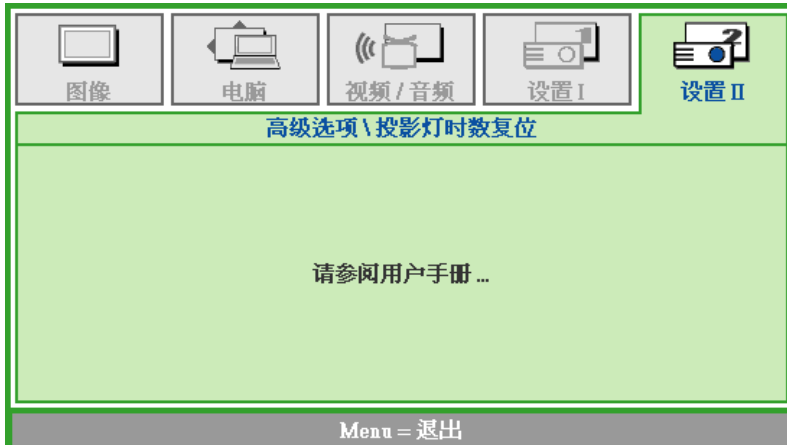 图像 电脑 视频 / 音频 设置 I 设置 II
高级选项 \ 投影灯时数复位
请参阅用户手册 ...
Menu = 退出